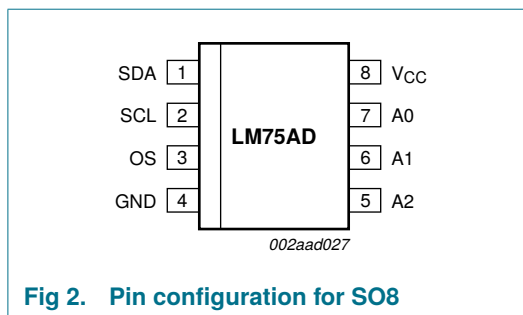 SDA 1 8 VCC
SCL 2 7 A0
LM75AD
OS 3 6 A1
GND 4 5 A2
002aad027
Fig 2. Pin configuration for SO8